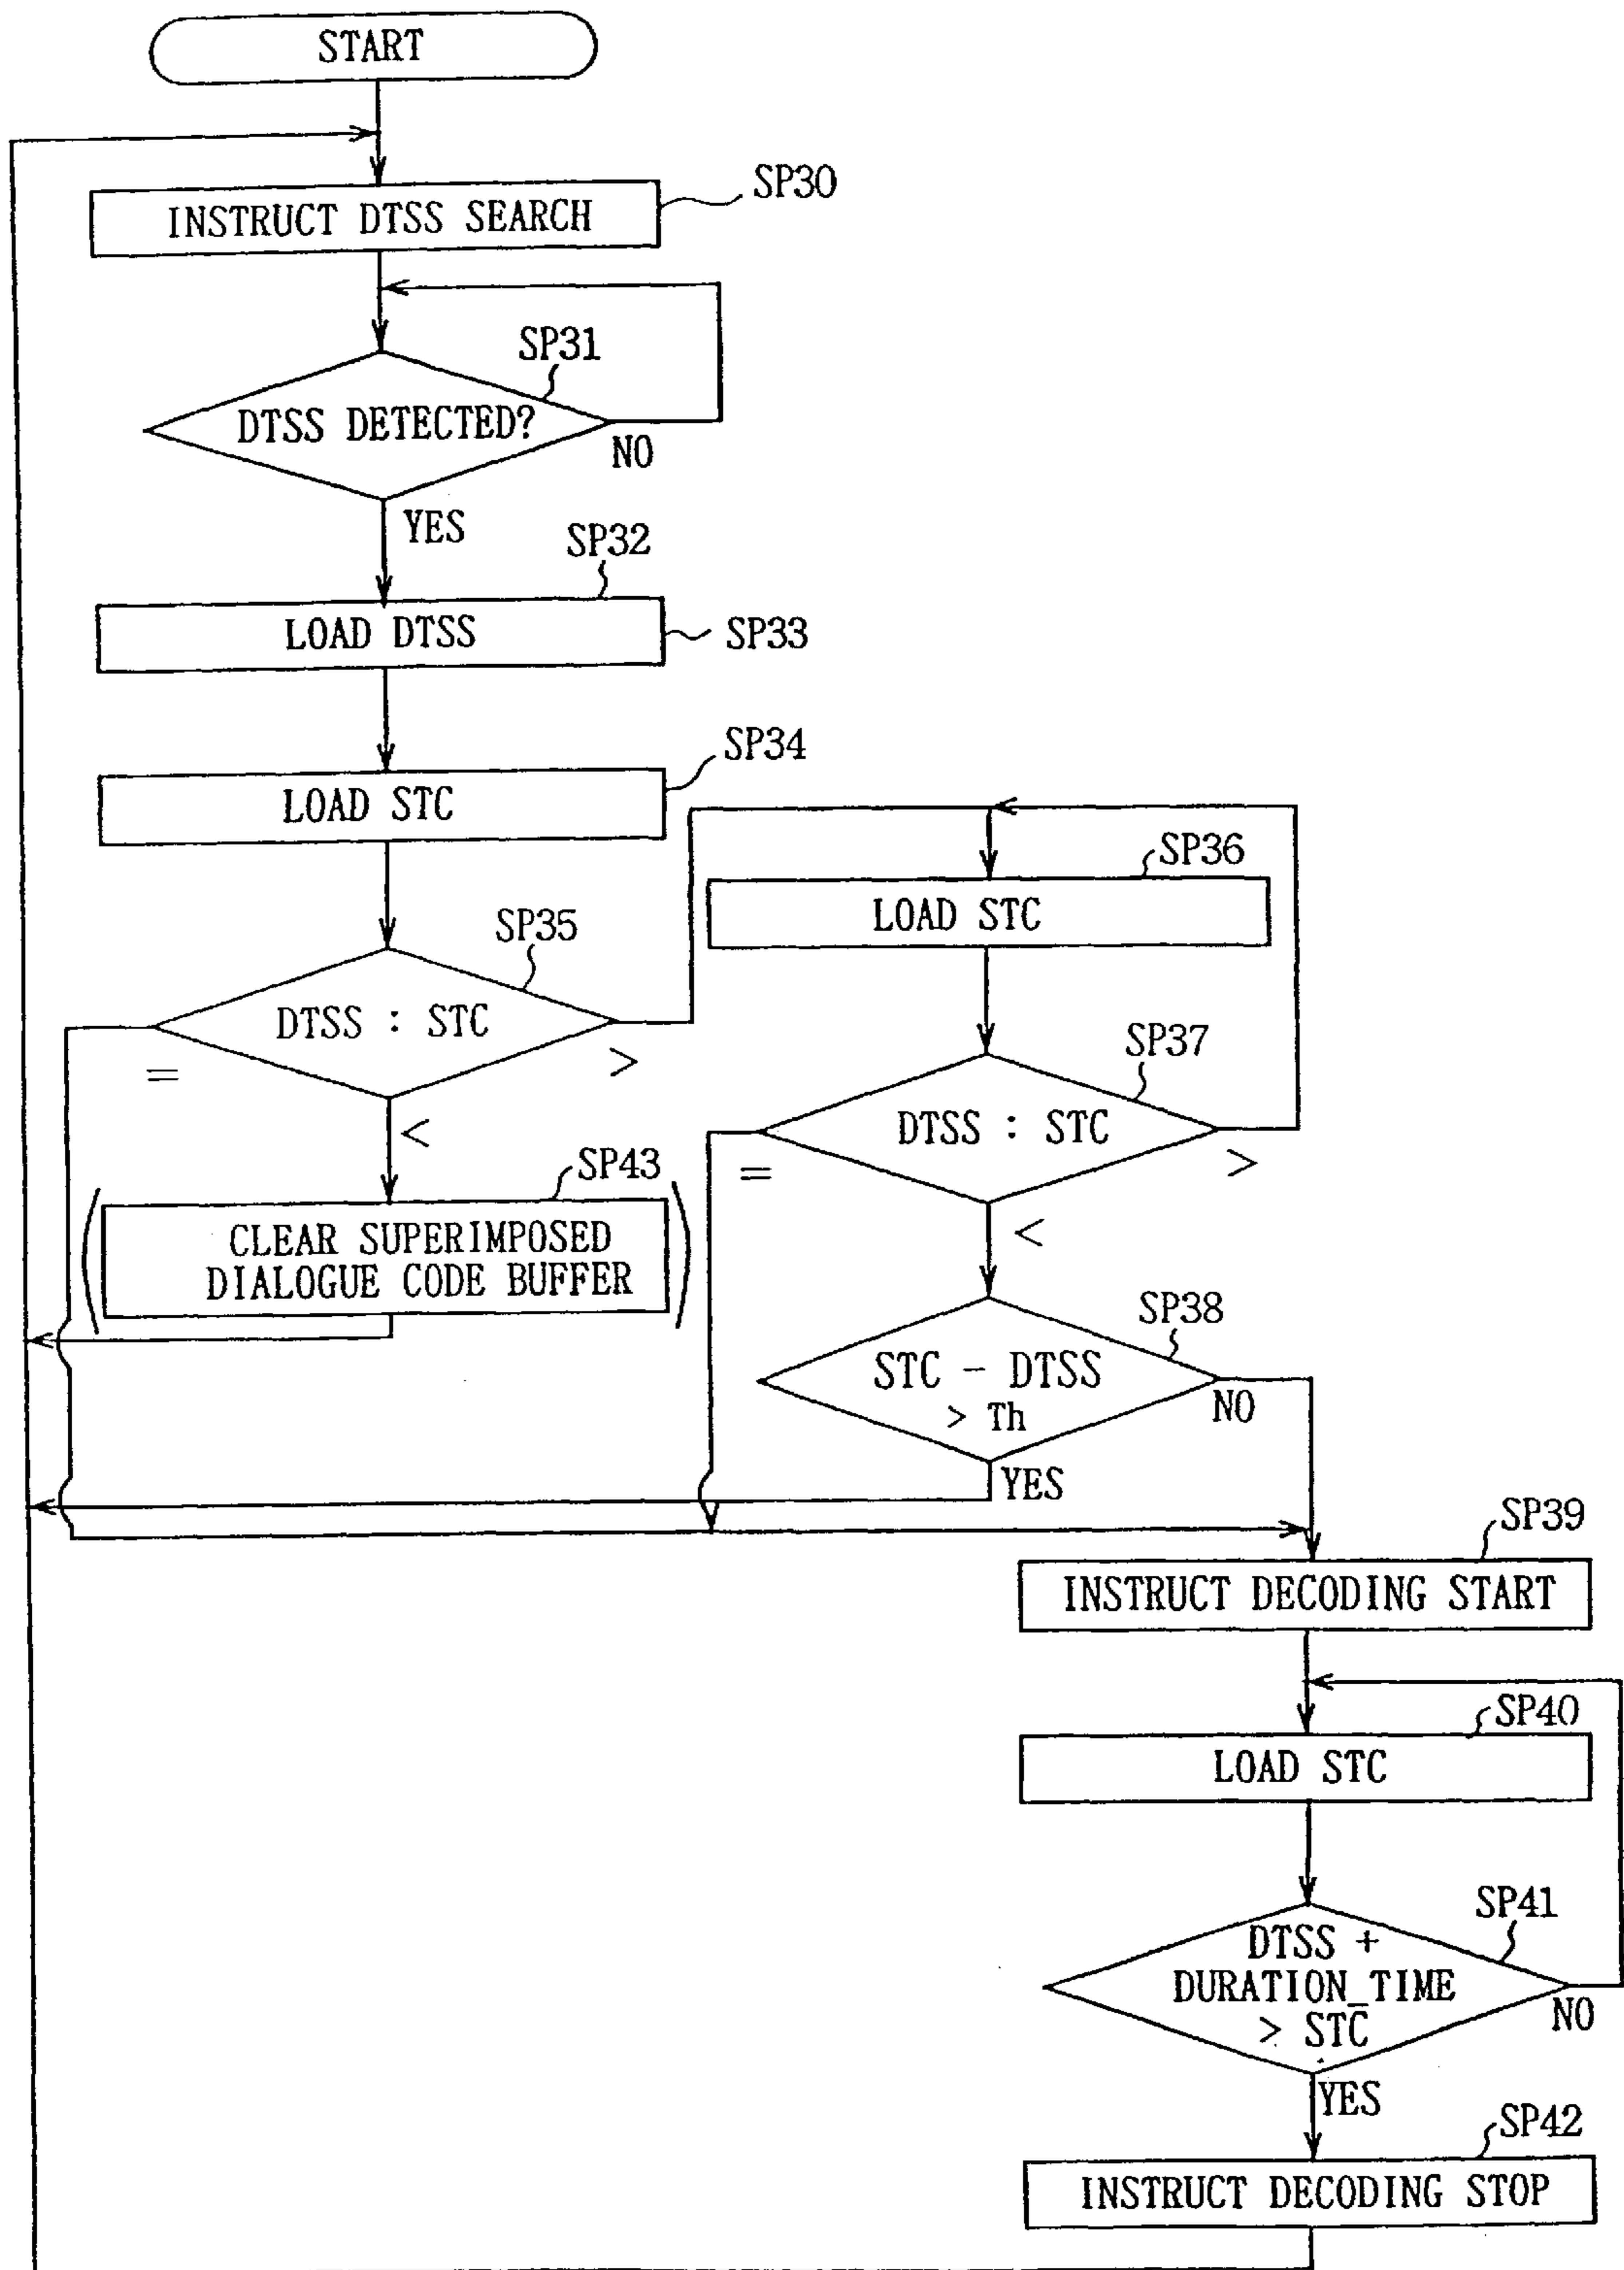 START
SP30
INSTRUCT DTSS SEARCH
SP31
DTSS DETECTED?
NO
YES
SP32
LOAD DTSS
SP33
SP34
LOAD STC
SP36
LOAD STC
SP35
DTSS : STC
=
>
<
SP37
DTSS : STC
=
>
<
SP43
CLEAR SUPERIMPOSED
DIALOGUE CODE BUFFER
SP38
STC - DTSS
> Th
NO
YES
SP39
INSTRUCT DECODING START
SP40
LOAD STC
SP41
DTSS +
DURATION_TIME
> STC
NO
YES
SP42
INSTRUCT DECODING STOP